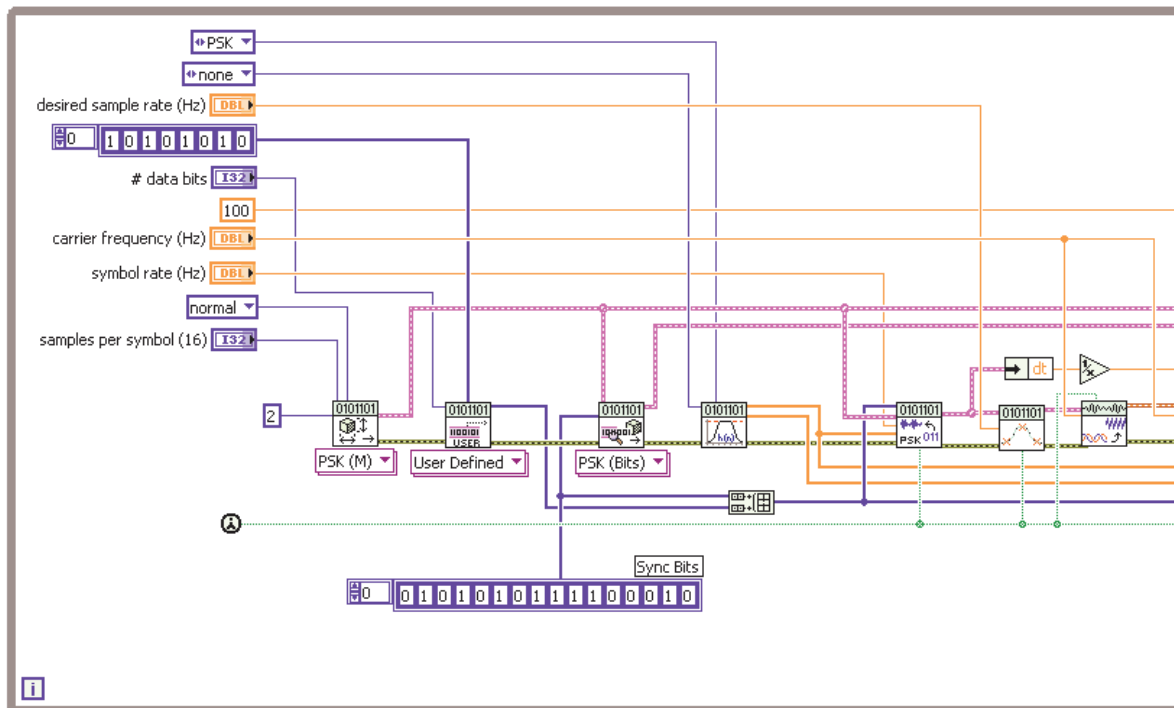 PSK
none
desired sample rate (Hz) DBL
0 1 0 1 0 1 0 1 0
# data bits I32
100
carrier frequency (Hz) DBL
symbol rate (Hz) DBL
normal
samples per symbol (16) I32
dt
1/x
2
0101101
0101101
USER
0101101
0101101
h(t)
0101101
PSK 011
0101101
PSK (M)
User Defined
PSK (Bits)
Sync Bits
0 0 1 0 1 0 1 0 1 1 1 1 0 0 0 1 0
i